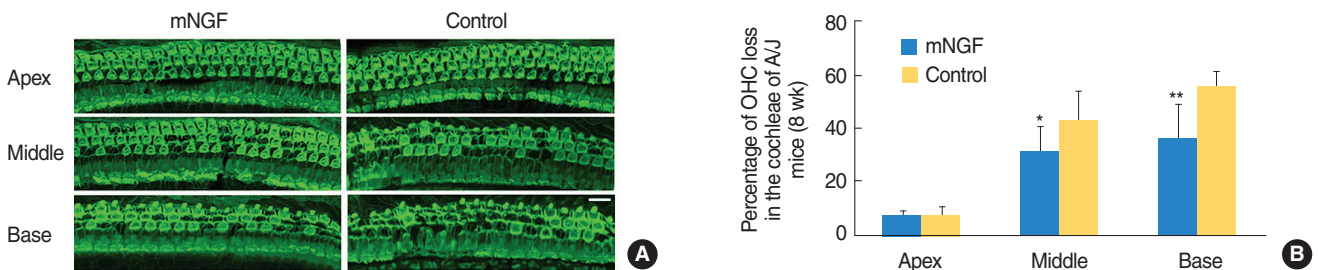 mNGF
Control
Apex
Middle
Base
A
Percentage of OHC loss
in the cochleae of A/J
mice (8 wk)
80
60
40
20
0
mNGF
Control
*
**
Apex
Middle
Base
B